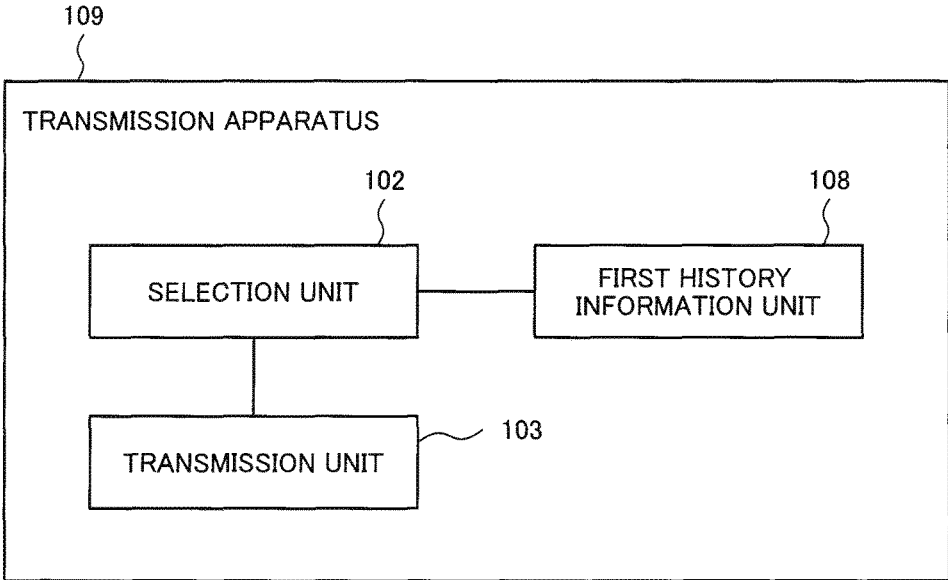 109
TRANSMISSION APPARATUS
102
108
SELECTION UNIT
FIRST HISTORY
INFORMATION UNIT
103
TRANSMISSION UNIT